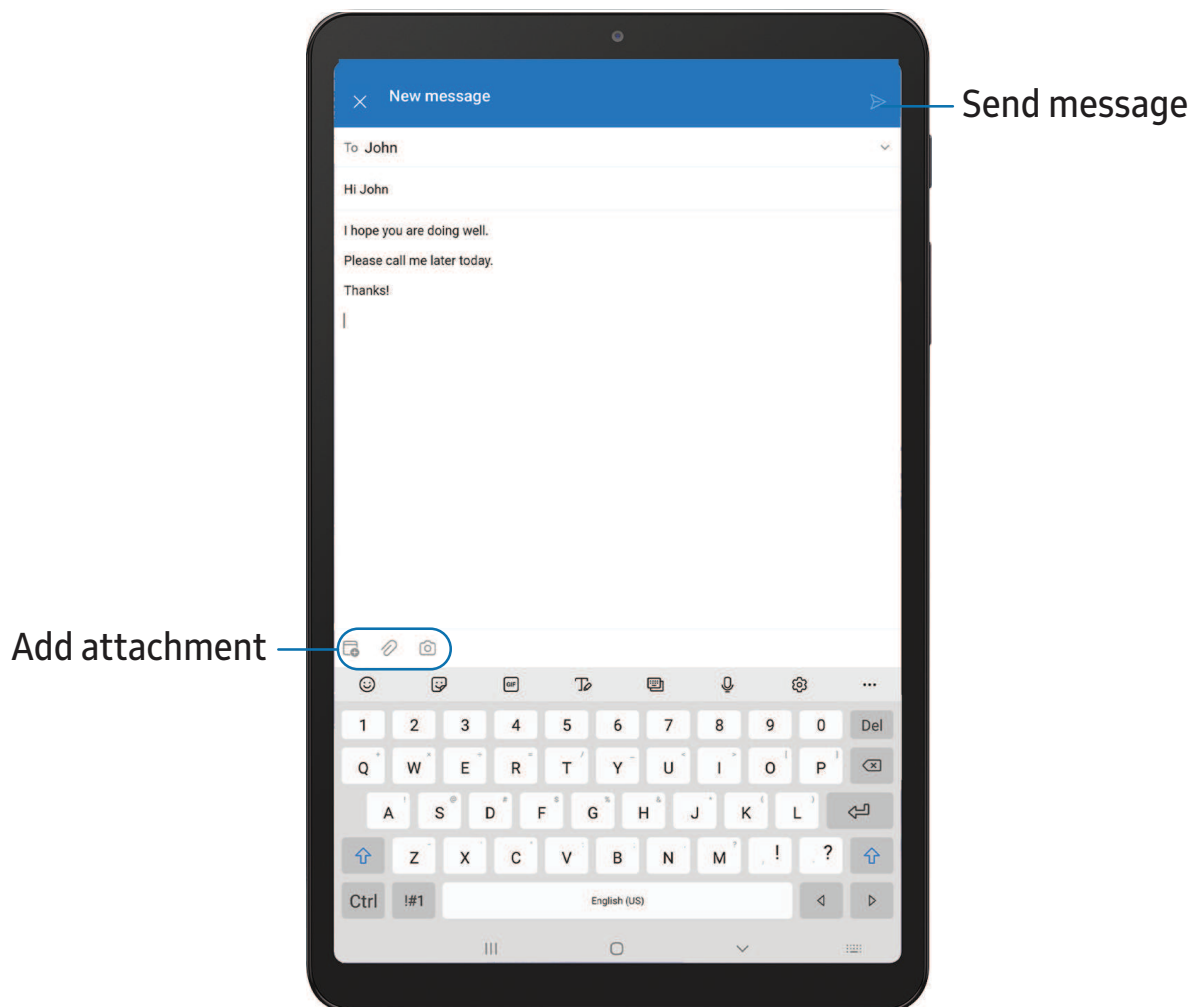 New message
Send message
To John
Hi John
I hope you are doing well.
Please call me later today.
Thanks!
Add attachment
GIF
1 2 3 4 5 6 7 8 9 0 Del
Q W E R T Y U I O P
A S D F G H J K L
Z X C V B N M , ! . ?
Ctrl !#1 English (US)